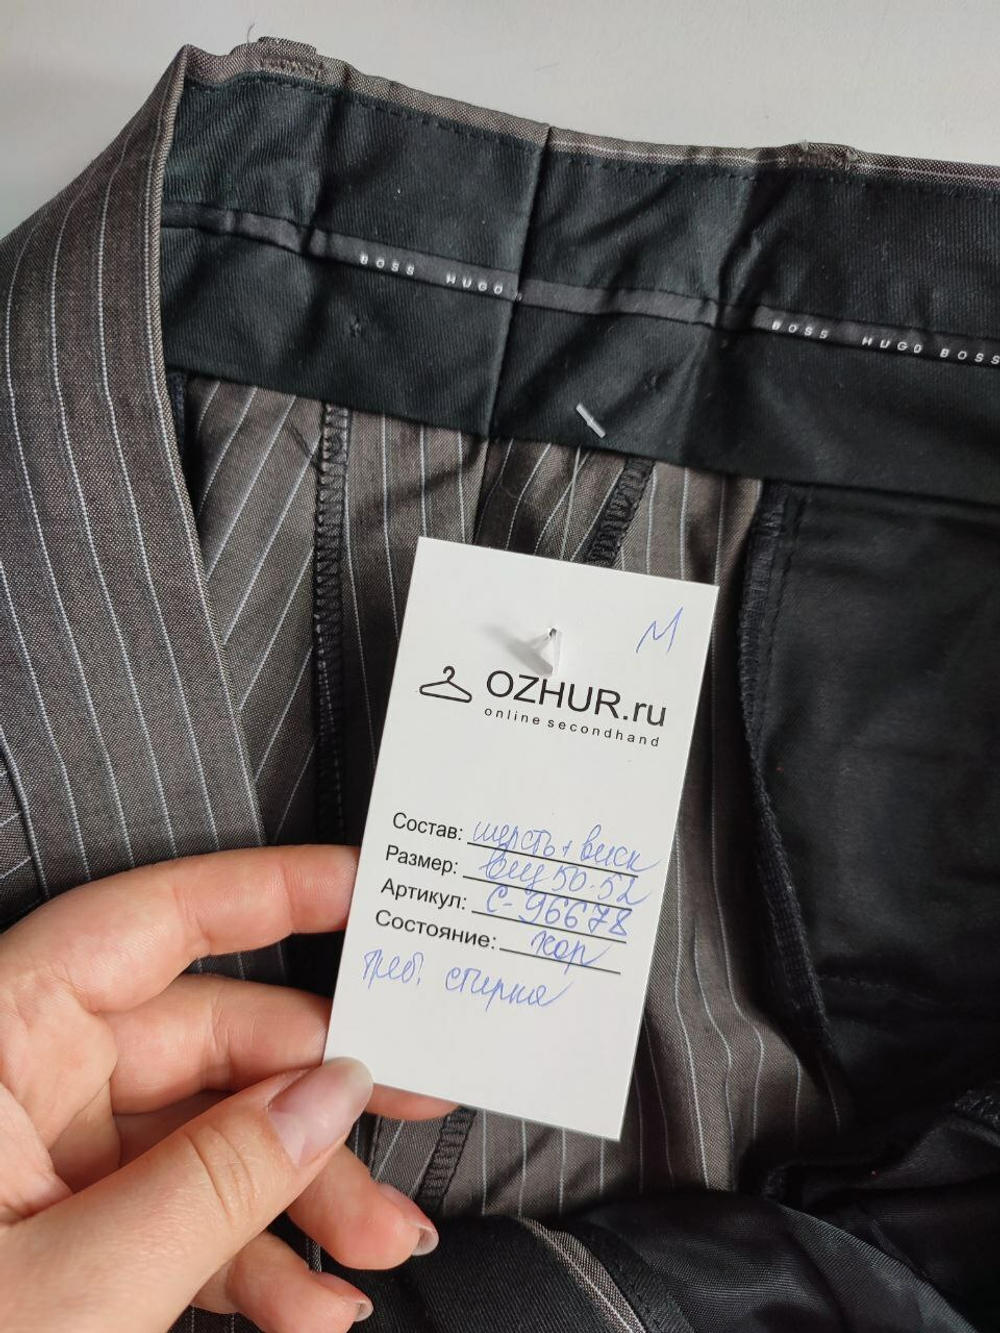 BOSS HUGO
BOSS HUGO BOSS
М
OZHUR.ru
online secondhand
Состав: шерсть + виск
Размер: 50-52
Артикул: С-96678
Состояние: хор
треб. стирка